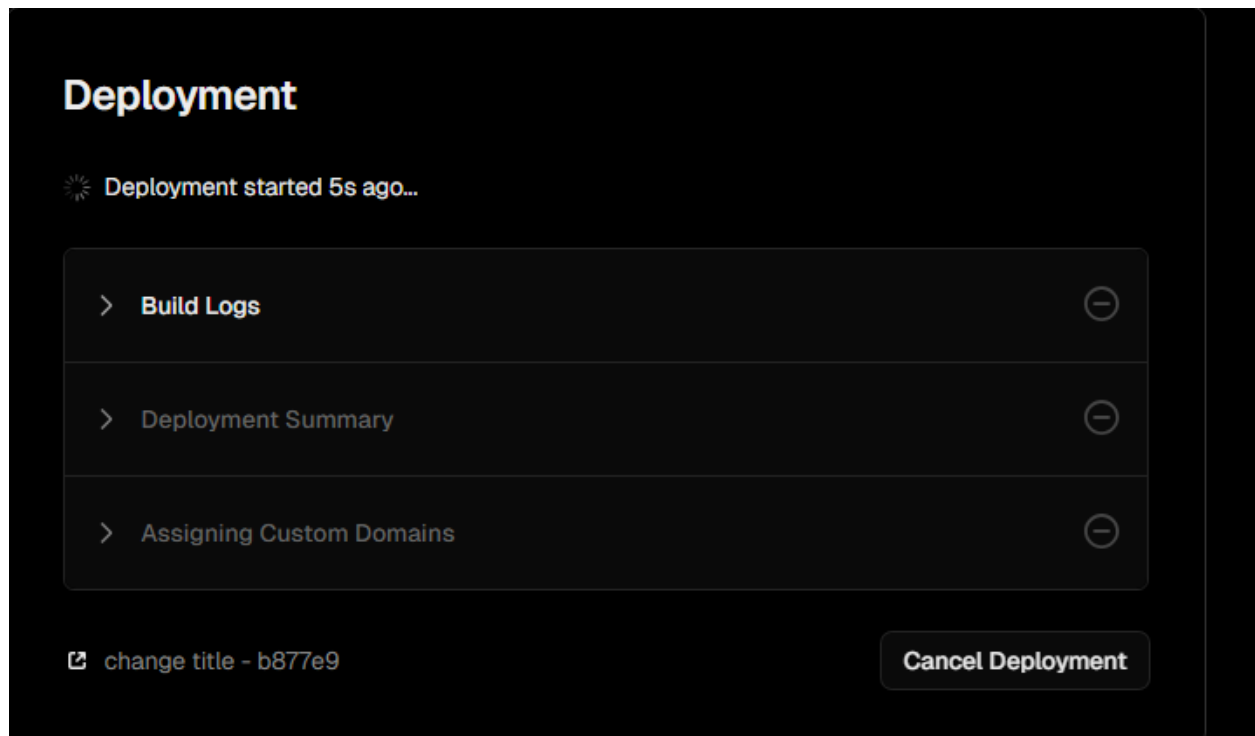 Deployment
Deployment started 5s ago...
Build Logs
Deployment Summary
Assigning Custom Domains
change title - b877e9
Cancel Deployment